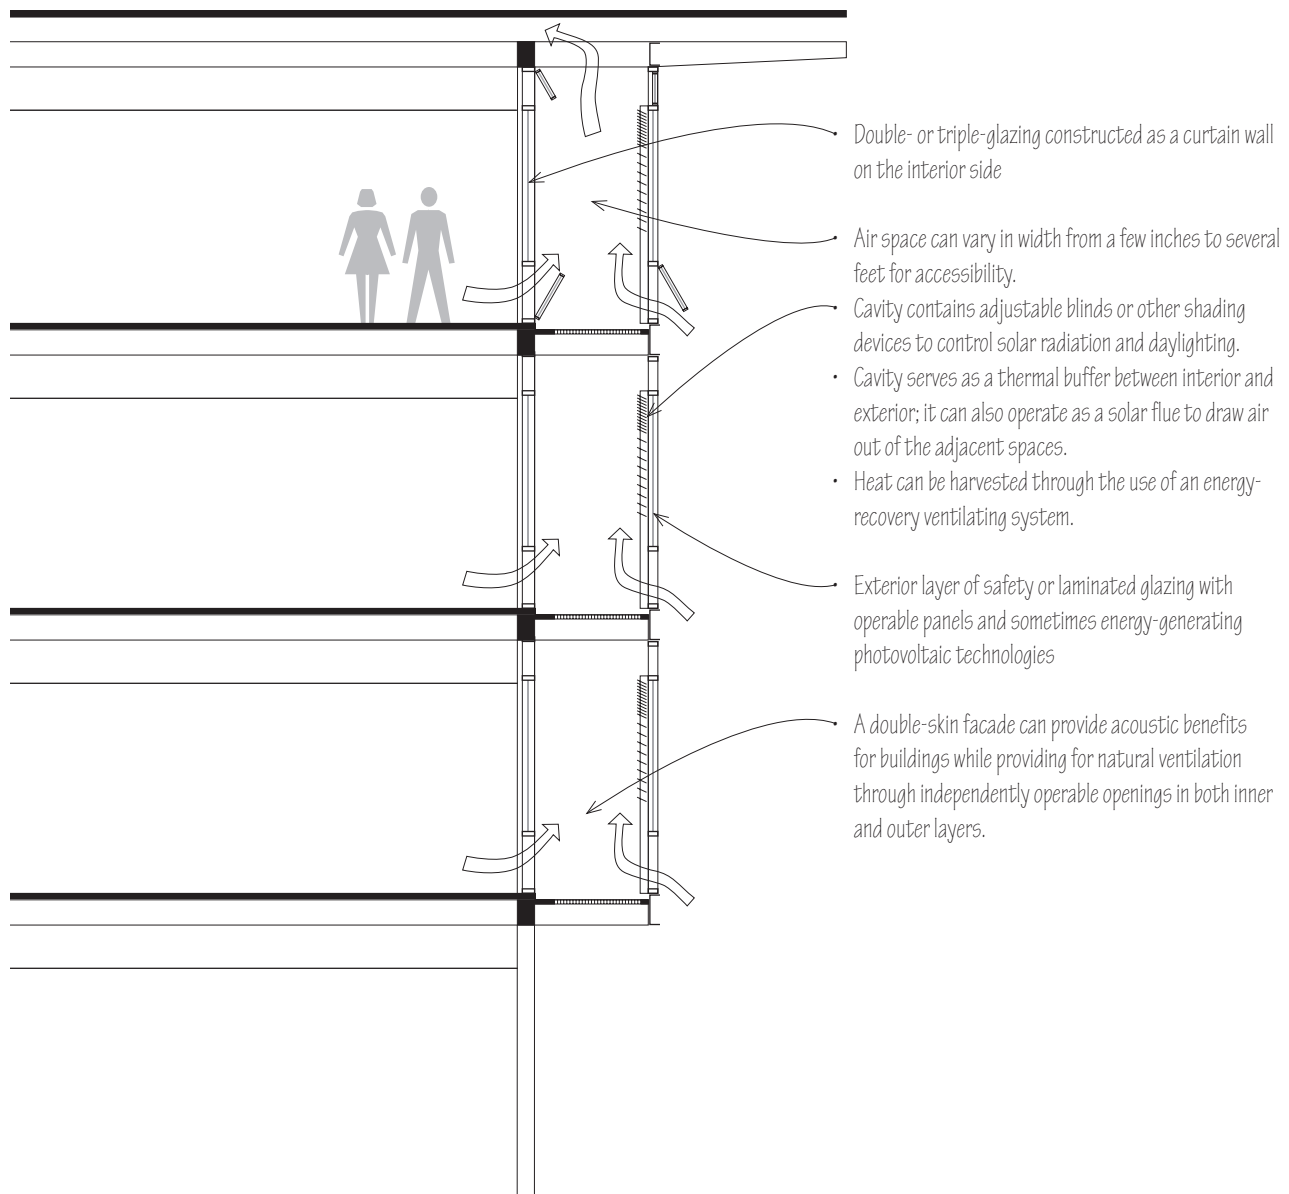 • Double- or triple-glazing constructed as a curtain wall
on the interior side
• Air space can vary in width from a few inches to several
feet for accessibility.
• Cavity contains adjustable blinds or other shading
devices to control solar radiation and daylighting.
• Cavity serves as a thermal buffer between interior and
exterior; it can also operate as a solar flue to draw air
out of the adjacent spaces.
• Heat can be harvested through the use of an energy-
recovery ventilating system.
• Exterior layer of safety or laminated glazing with
operable panels and sometimes energy-generating
photovoltaic technologies
• A double-skin facade can provide acoustic benefits
for buildings while providing for natural ventilation
through independently operable openings in both inner
and outer layers.